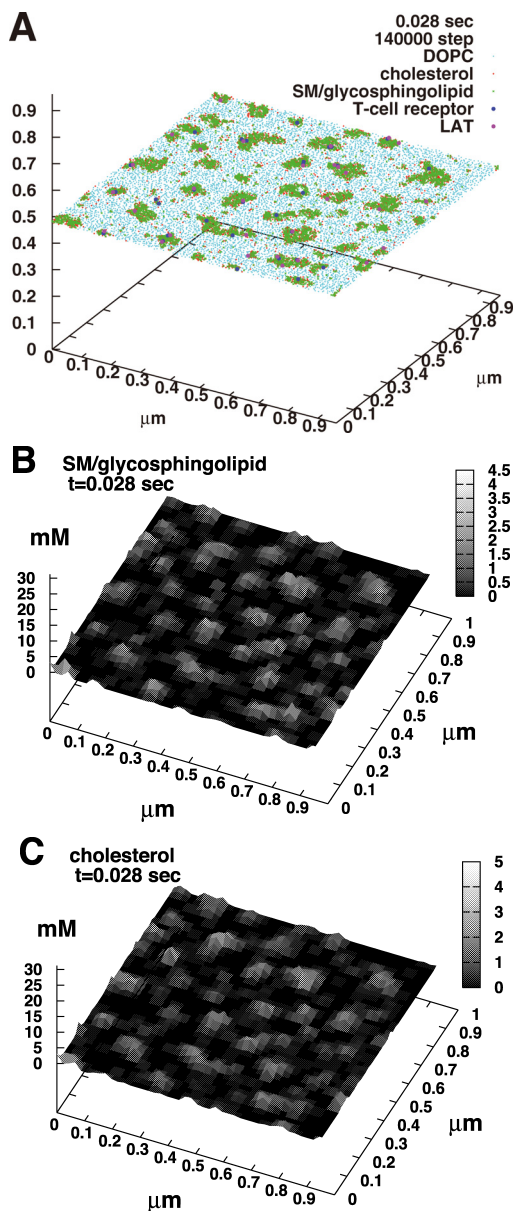 A
0.028 sec
140000 step
DOPC
cholesterol
SM/glycosphingolipid
T-cell receptor
LAT
0.9
0.8
0.7
0.6
0.5
0.4
0.3
0.2
0.1
0
0 0.1 0.2 0.3 0.4 0.5 0.6 0.7 0.8 0.9
μm
0 0.1 0.2 0.3 0.4 0.5 0.6 0.7 0.8 0.9
μm
B
SM/glycosphingolipid
t=0.028 sec
mM
30
25
20
15
10
5
0
4.5
4
3.5
3
2.5
2
1.5
1
0.5
0
0 0.1 0.2 0.3 0.4 0.5 0.6 0.7 0.8 0.9
μm
0 0.1 0.2 0.3 0.4 0.5 0.6 0.7 0.8 0.9 1
μm
C
cholesterol
t=0.028 sec
mM
30
25
20
15
10
5
0
5
4
3
2
1
0
0 0.1 0.2 0.3 0.4 0.5 0.6 0.7 0.8 0.9
μm
0 0.1 0.2 0.3 0.4 0.5 0.6 0.7 0.8 0.9 1
μm